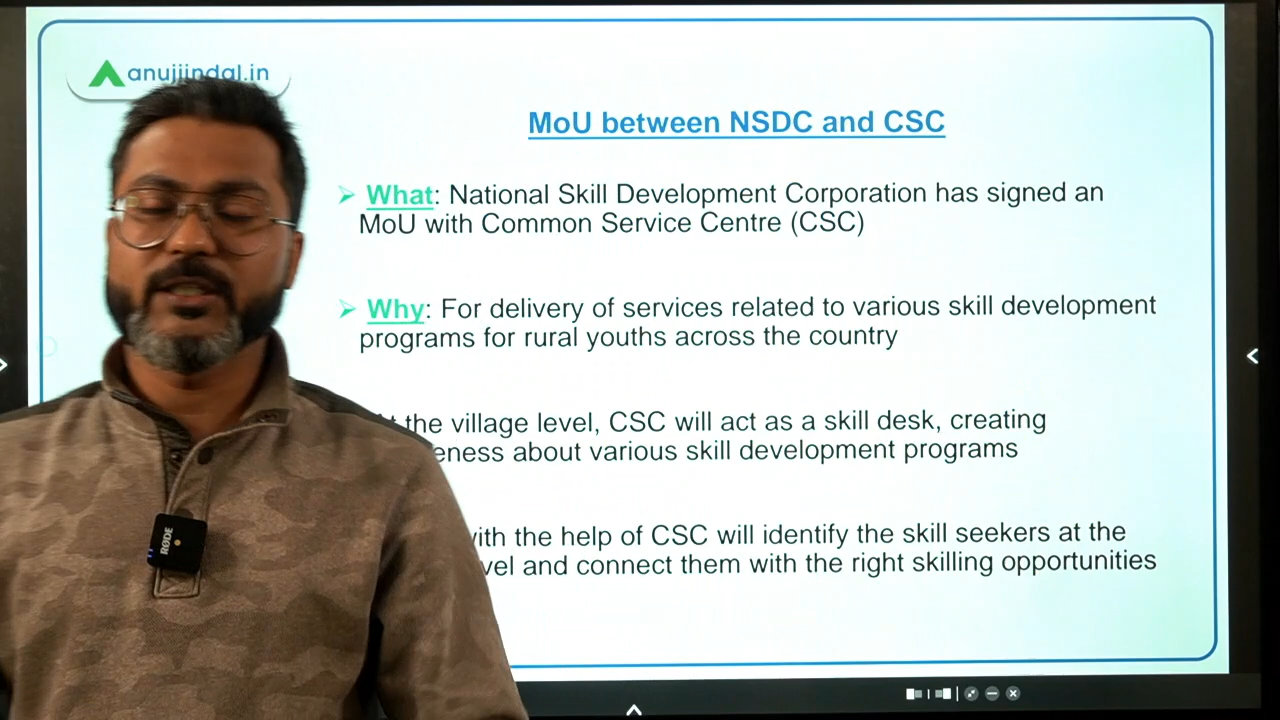 anujjindal.in
MoU between NSDC and CSC
What: National Skill Development Corporation has signed an
MoU with Common Service Centre (CSC)
Why: For delivery of services related to various skill development
programs for rural youths across the country
the village level, CSC will act as a skill desk, creating
about various skill development programs
the help of CSC will identify the skill seekers at the
and connect them with the right skilling opportunities
RØDE